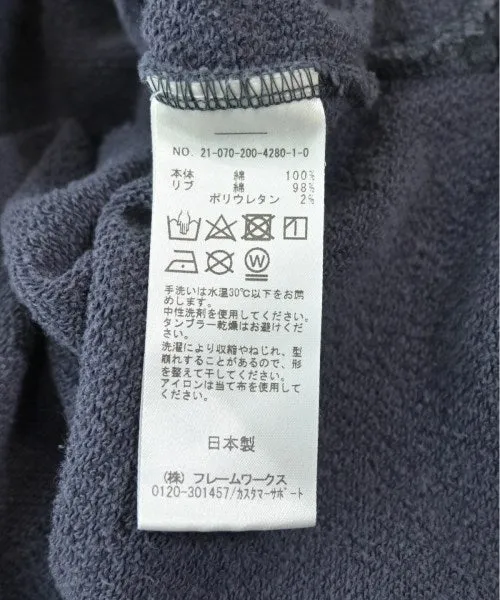 NO. 21-070-200-4280-1-0
本体 綿 100%
リブ 綿 98%
ポリウレタン 2%
W
手洗いは水温30℃以下をお薦
めします。
中性洗剤を使用してください。
タンブラー乾燥はお避けくださ
い。
洗濯により収縮やねじれ、型
崩れすることがあるので、形
を整えて干してください。
アイロンは当て布を使用して
ください。
日本製
(株) フレームワークス
0120-301457/カスタマーサポート